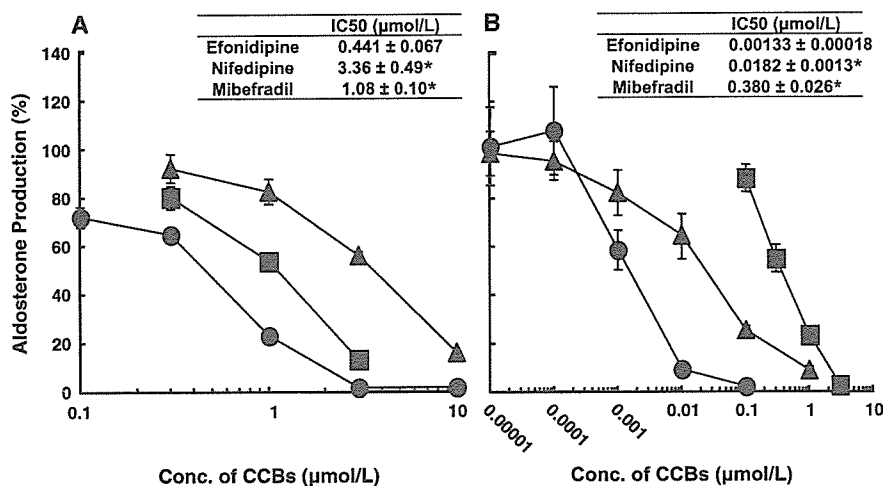 A
IC50 (µmol/L)
Efonidipine 0.441 ± 0.067
Nifedipine 3.36 ± 0.49*
Mibefradil 1.08 ± 0.10*
B
IC50 (µmol/L)
Efonidipine 0.00133 ± 0.00018
Nifedipine 0.0182 ± 0.0013*
Mibefradil 0.380 ± 0.026*
Aldosterone Production (%)
140
120
100
80
60
40
20
0
0.1 1 10
Conc. of CCBs (µmol/L)
0.00001 0.0001 0.001 0.01 0.1 1 10
Conc. of CCBs (µmol/L)